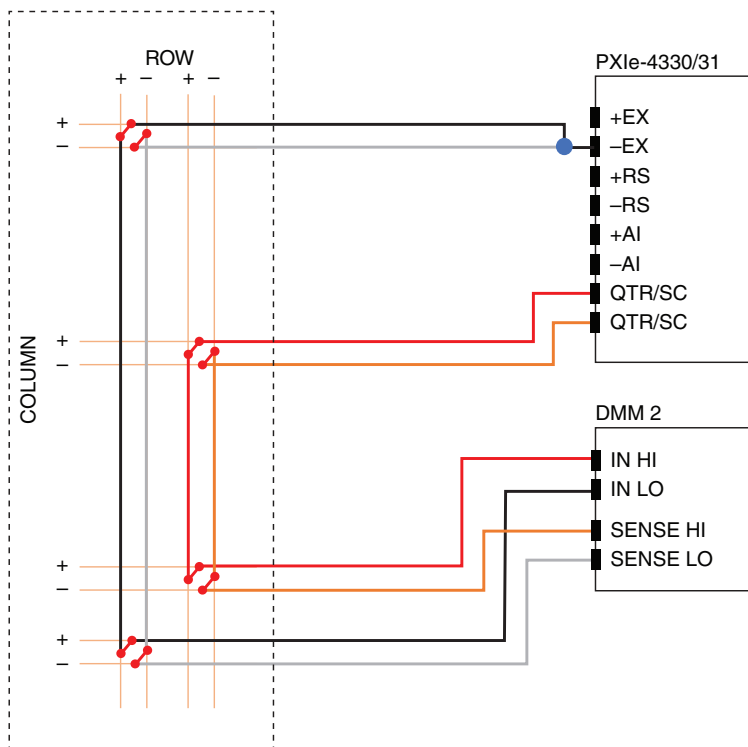 ROW
+ – + –
PXIe-4330/31
+EX
+
–EX
–
+RS
–RS
+AI
–AI
QTR/SC
QTR/SC
+
–
COLUMN
DMM 2
IN HI
IN LO
SENSE HI
SENSE LO
+
–
+
–